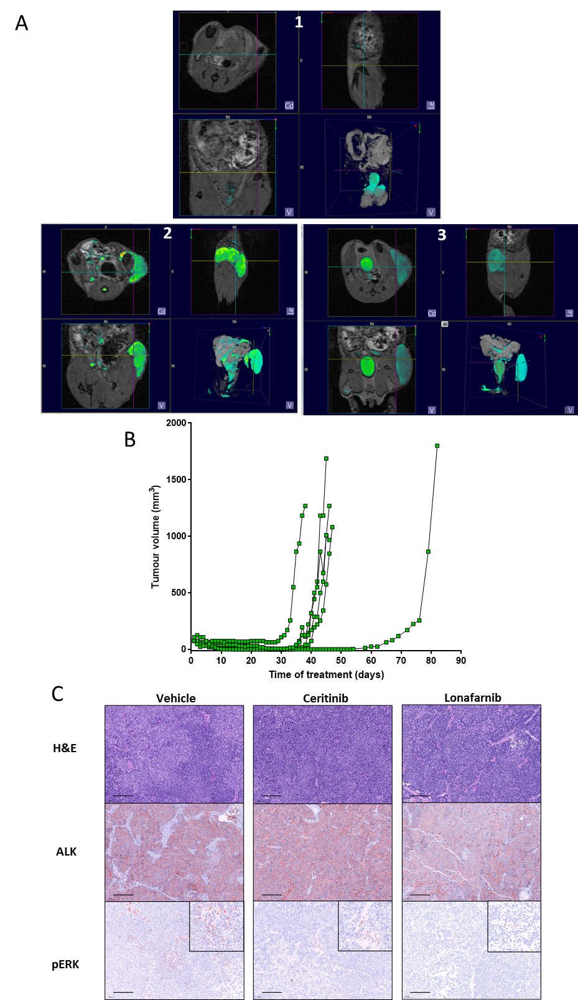 A
1
Cd
Le
V
V
2
3
Cd
Le
Cd
Le
V
V
V
V
B
2000
1500
1000
500
0
Tumour volume (mm3)
0 10 20 30 40 50 60 70 80 90
Time of treatment (days)
C
Vehicle Ceritinib Lonafarnib
H&E
ALK
pERK